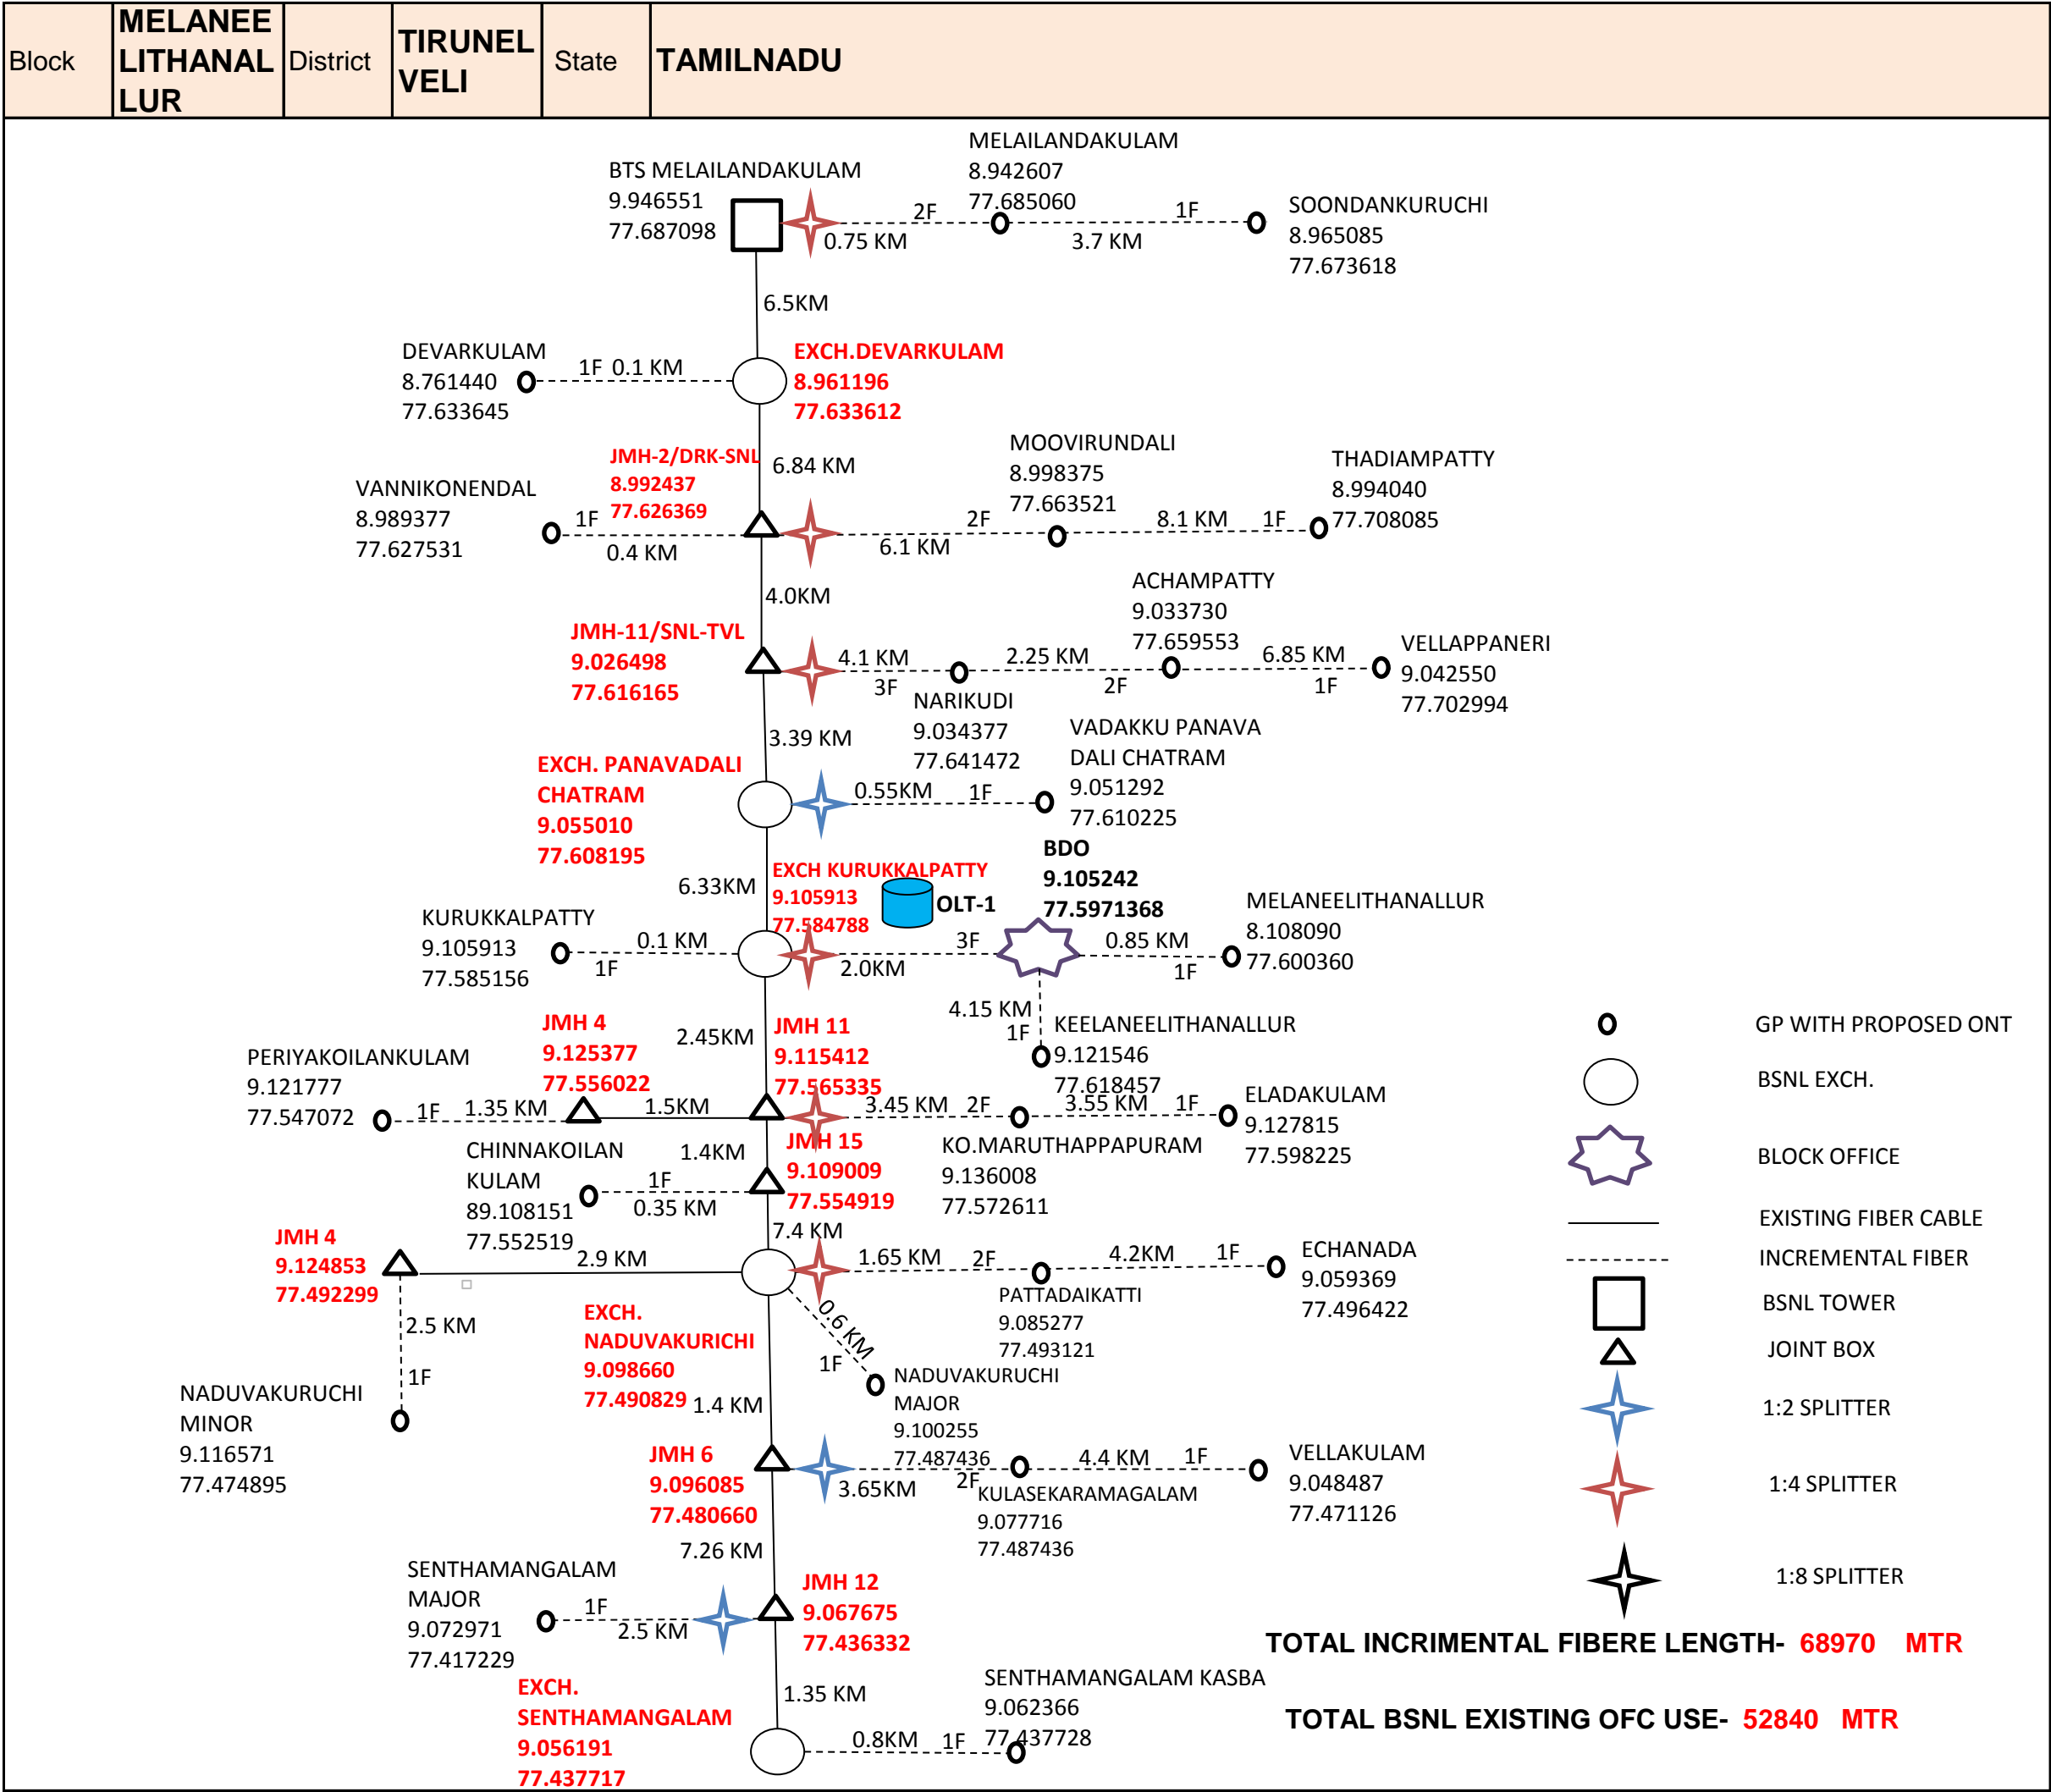 Block
MELANEE
LITHANAL
LUR
District
TIRUNEL
VELI
State
TAMILNADU
BTS MELAILANDAKULAM
9.946551
77.687098
MELAILANDAKULAM
8.942607
77.685060
2F
0.75 KM
1F
3.7 KM
SOONDANKURUCHI
8.965085
77.673618
6.5KM
DEVARKULAM
8.761440
77.633645
1F 0.1 KM
EXCH.DEVARKULAM
8.961196
77.633612
6.84 KM
JMH-2/DRK-SNL
8.992437
77.626369
VANNIKONENDAL
8.989377
77.627531
1F
0.4 KM
MOOVIRUNDALI
8.998375
77.663521
2F
6.1 KM
8.1 KM
1F
THADIAMPATTY
8.994040
77.708085
4.0KM
JMH-11/SNL-TVL
9.026498
77.616165
4.1 KM
3F
NARIKUDI
9.034377
77.641472
2.25 KM
2F
ACHAMPATTY
9.033730
77.659553
6.85 KM
1F
VELLAPPANERI
9.042550
77.702994
3.39 KM
EXCH. PANAVADALI
CHATRAM
9.055010
77.608195
0.55KM
1F
VADAKKU PANAVA
DALI CHATRAM
9.051292
77.610225
6.33KM
EXCH KURUKKALPATTY
9.105913
77.584788
OLT-1
BDO
9.105242
77.5971368
KURUKKALPATTY
9.105913
77.585156
0.1 KM
1F
3F
2.0KM
0.85 KM
1F
MELANEELITHANALLUR
8.108090
77.600360
4.15 KM
1F
KEELANEELITHANALLUR
9.121546
77.618457
2.45KM
JMH 4
9.125377
77.556022
JMH 11
9.115412
77.565335
PERIYAKOILANKULAM
9.121777
77.547072
1F
1.35 KM
1.5KM
3.45 KM
2F
KO.MARUTHAPPAPURAM
9.136008
77.572611
3.55 KM
1F
ELADAKULAM
9.127815
77.598225
1.4KM
JMH 15
9.109009
77.554919
CHINNAKOILAN
KULAM
89.108151
77.552519
1F
0.35 KM
7.4 KM
JMH 4
9.124853
77.492299
2.9 KM
2.5 KM
1F
NADUVAKURUCHI
MINOR
9.116571
77.474895
EXCH.
NADUVAKURICHI
9.098660
77.490829
1.65 KM
2F
PATTADAIKATTI
9.085277
77.493121
4.2KM
1F
ECHANADA
9.059369
77.496422
0.6 KM
1F
NADUVAKURUCHI
MAJOR
9.100255
77.487436
1.4 KM
JMH 6
9.096085
77.480660
3.65KM
2F
KULASEKARAMAGALAM
9.077716
77.487436
4.4 KM
1F
VELLAKULAM
9.048487
77.471126
7.26 KM
SENTHAMANGALAM
MAJOR
9.072971
77.417229
1F
2.5 KM
JMH 12
9.067675
77.436332
1.35 KM
EXCH.
SENTHAMANGALAM
9.056191
77.437717
0.8KM
1F
SENTHAMANGALAM KASBA
9.062366
77.437728
GP WITH PROPOSED ONT
BSNL EXCH.
BLOCK OFFICE
EXISTING FIBER CABLE
INCREMENTAL FIBER
BSNL TOWER
JOINT BOX
1:2 SPLITTER
1:4 SPLITTER
1:8 SPLITTER
TOTAL INCRIMENTAL FIBERE LENGTH- 68970 MTR
TOTAL BSNL EXISTING OFC USE- 52840 MTR